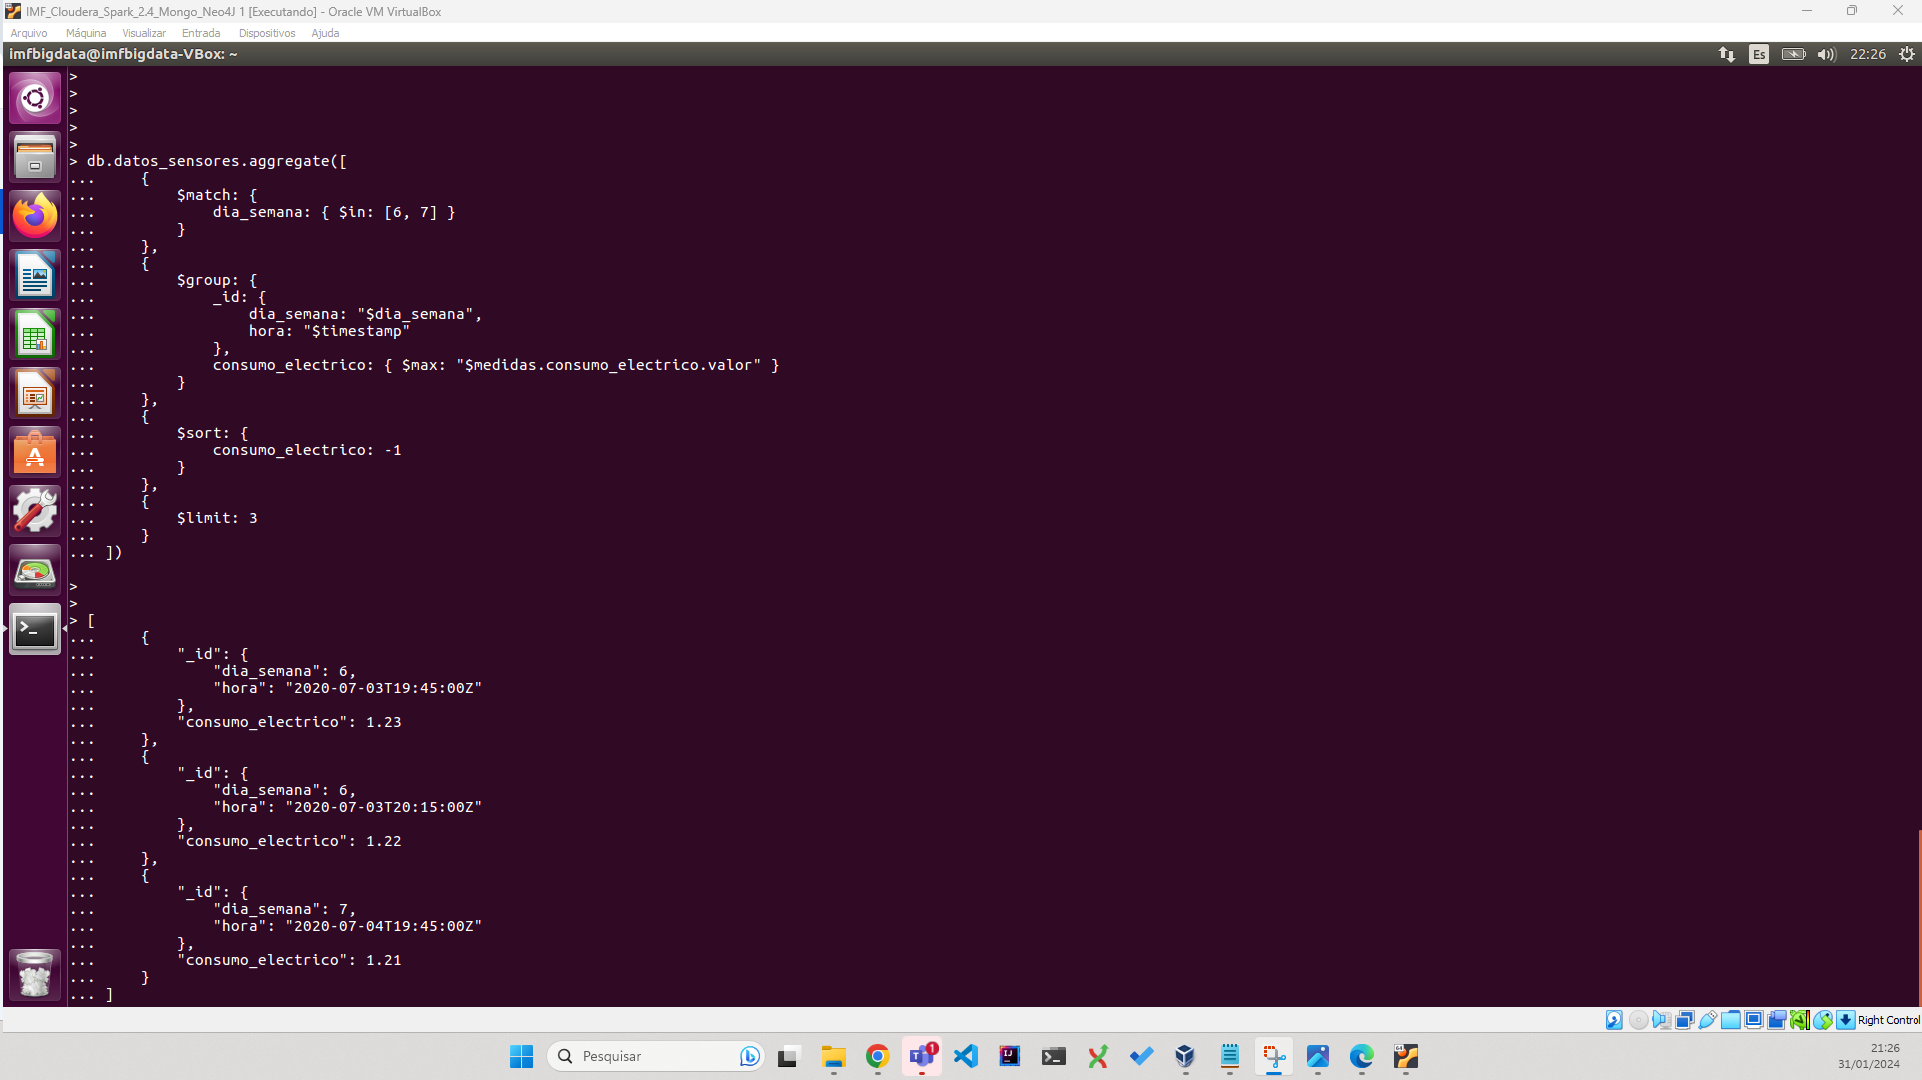 IMF_Cloudera_Spark_2.4_Mongo_Neo4J 1 [Executando] - Oracle VM VirtualBox
Arquivo Máquina Visualizar Entrada Dispositivos Ajuda
imfbigdata@imfbigdata-VBox: ~ Es 22:26
>
>
>
>
>
> db.datos_sensores.aggregate([
...     {
...         $match: {
...             dia_semana: { $in: [6, 7] }
...         }
...     },
...     {
...         $group: {
...             _id: {
...                 dia_semana: "$dia_semana",
...                 hora: "$timestamp"
...             },
...             consumo_electrico: { $max: "$medidas.consumo_electrico.valor" }
...         }
...     },
...     {
...         $sort: {
...             consumo_electrico: -1
...         }
...     },
...     {
...         $limit: 3
...     }
... ])
>
>
> [
...     {
...         "_id": {
...             "dia_semana": 6,
...             "hora": "2020-07-03T19:45:00Z"
...         },
...         "consumo_electrico": 1.23
...     },
...     {
...         "_id": {
...             "dia_semana": 6,
...             "hora": "2020-07-03T20:15:00Z"
...         },
...         "consumo_electrico": 1.22
...     },
...     {
...         "_id": {
...             "dia_semana": 7,
...             "hora": "2020-07-04T19:45:00Z"
...         },
...         "consumo_electrico": 1.21
...     }
... ]
Right Control
Pesquisar
1
21:26
31/01/2024